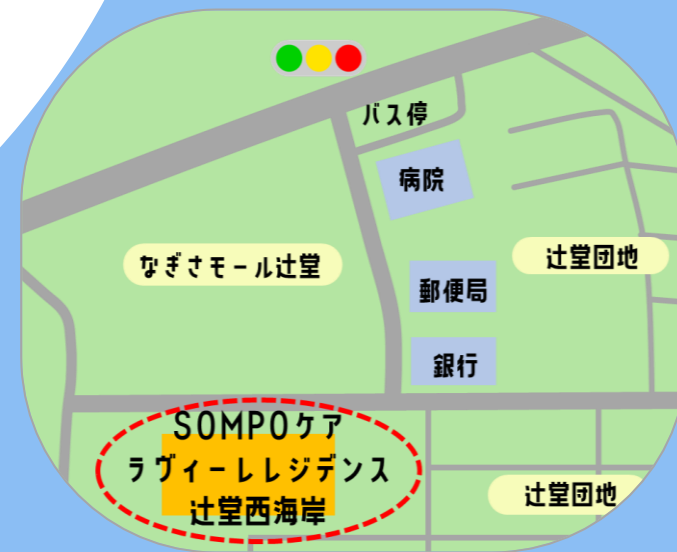 バス停
病院
なぎさモール辻堂
辻堂団地
郵便局
銀行
SOMPOケア
ラヴィーレレジデンス
辻堂西海岸
辻堂団地